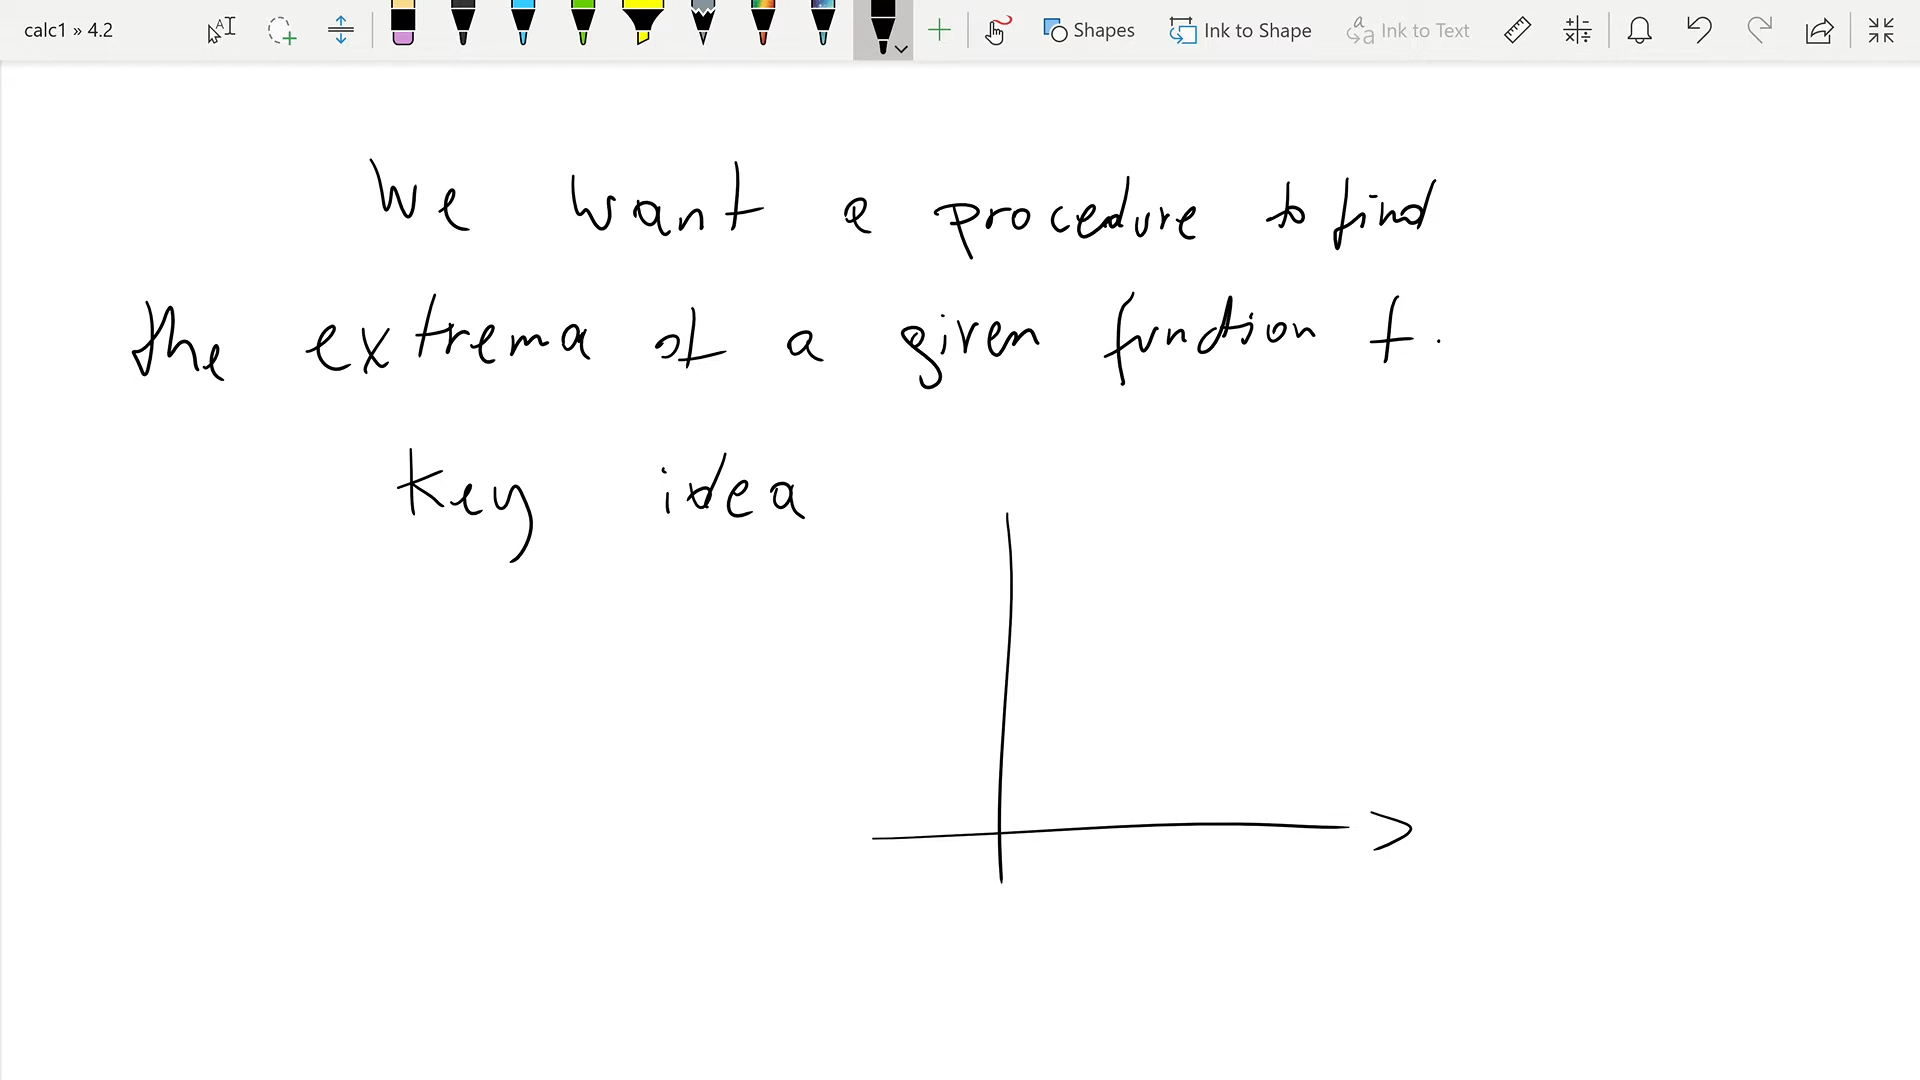 calc1 » 4.2 Shapes Ink to Shape Ink to Text
We want a procedure to find
the extrema of a given function f.
Key idea